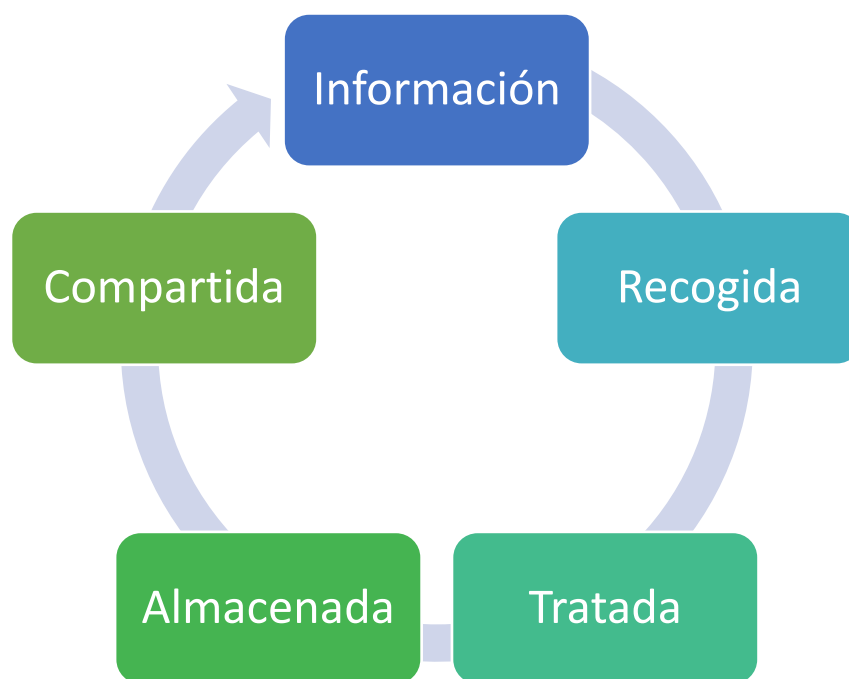 Información
Recogida
Tratada
Almacenada
Compartida